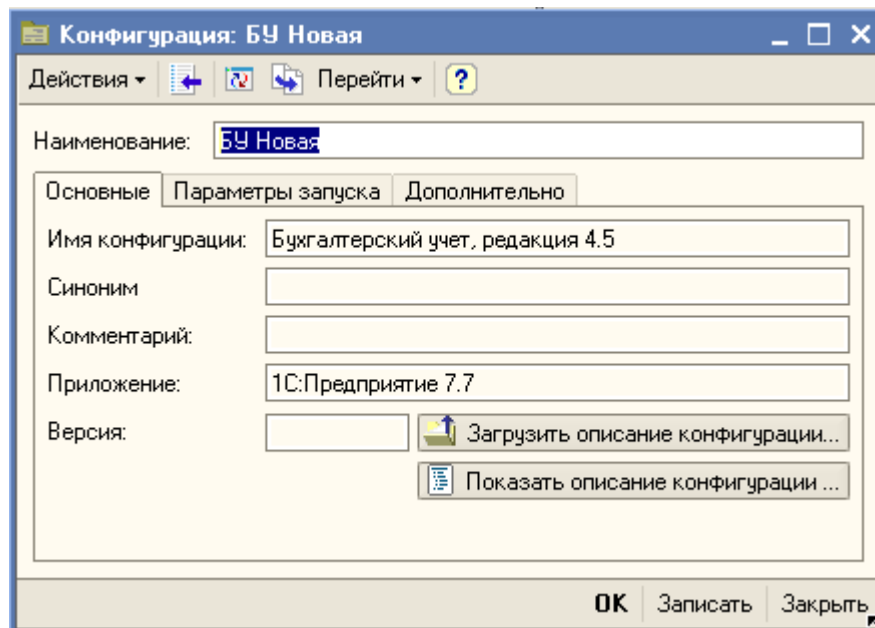 Конфигурация: БУ Новая
Действия Перейти ?
Наименование: БУ Новая
Основные Параметры запуска Дополнительно
Имя конфигурации: Бухгалтерский учет, редакция 4.5
Синоним
Комментарий:
Приложение: 1С:Предприятие 7.7
Версия: Загрузить описание конфигурации...
Показать описание конфигурации ...
OK Записать Закрыть